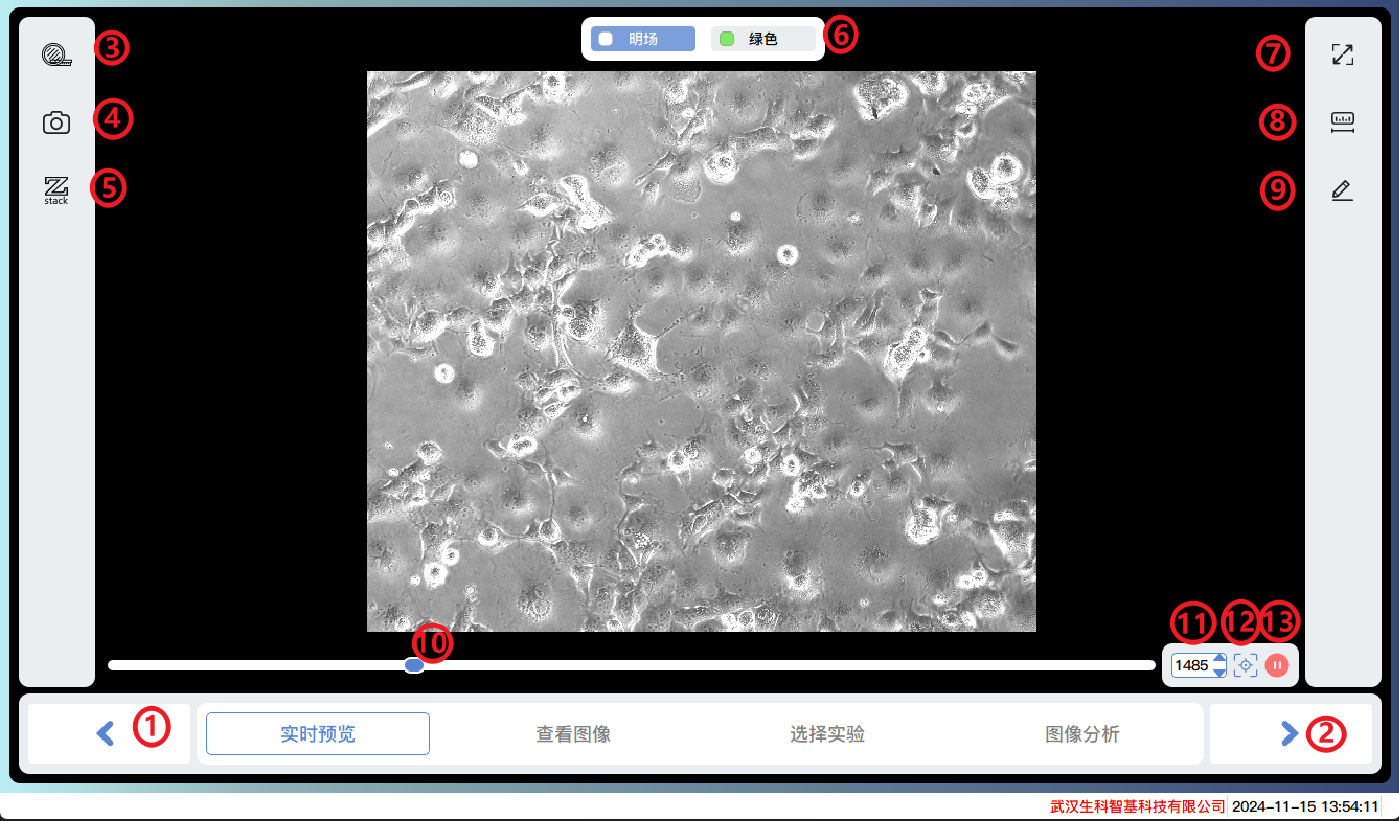 ③ 明场 绿色 ⑥ ⑦
④ ⑧
⑤ stack ⑨
⑩ ⑪ ⑫ ⑬
1485
① 实时预览 查看图像 选择实验 图像分析 ②
武汉生科智基科技有限公司 2024-11-15 13:54:11